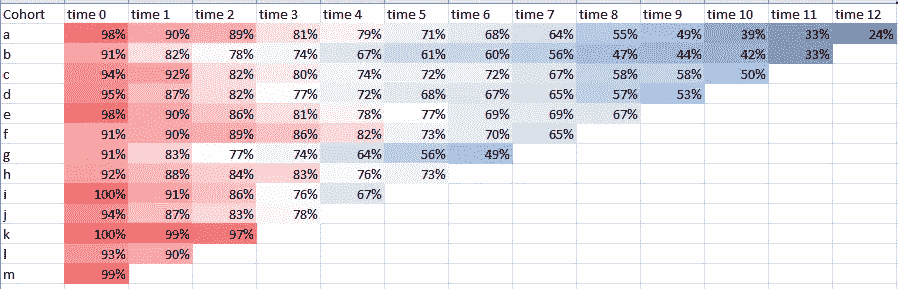 Cohort time 0 time 1 time 2 time 3 time 4 time 5 time 6 time 7 time 8 time 9 time 10 time 11 time 12
a 98% 90% 89% 81% 79% 71% 68% 64% 55% 49% 39% 33% 24%
b 91% 82% 78% 74% 67% 61% 60% 56% 47% 44% 42% 33%
c 94% 92% 82% 80% 74% 72% 72% 67% 58% 58% 50%
d 95% 87% 82% 77% 72% 68% 67% 65% 57% 53%
e 98% 90% 86% 81% 78% 77% 69% 69% 67%
f 91% 90% 89% 86% 82% 73% 70% 65%
g 91% 83% 77% 74% 64% 56% 49%
h 92% 88% 84% 83% 76% 73%
i 100% 91% 86% 76% 67%
j 94% 87% 83% 78%
k 100% 99% 97%
l 93% 90%
m 99%